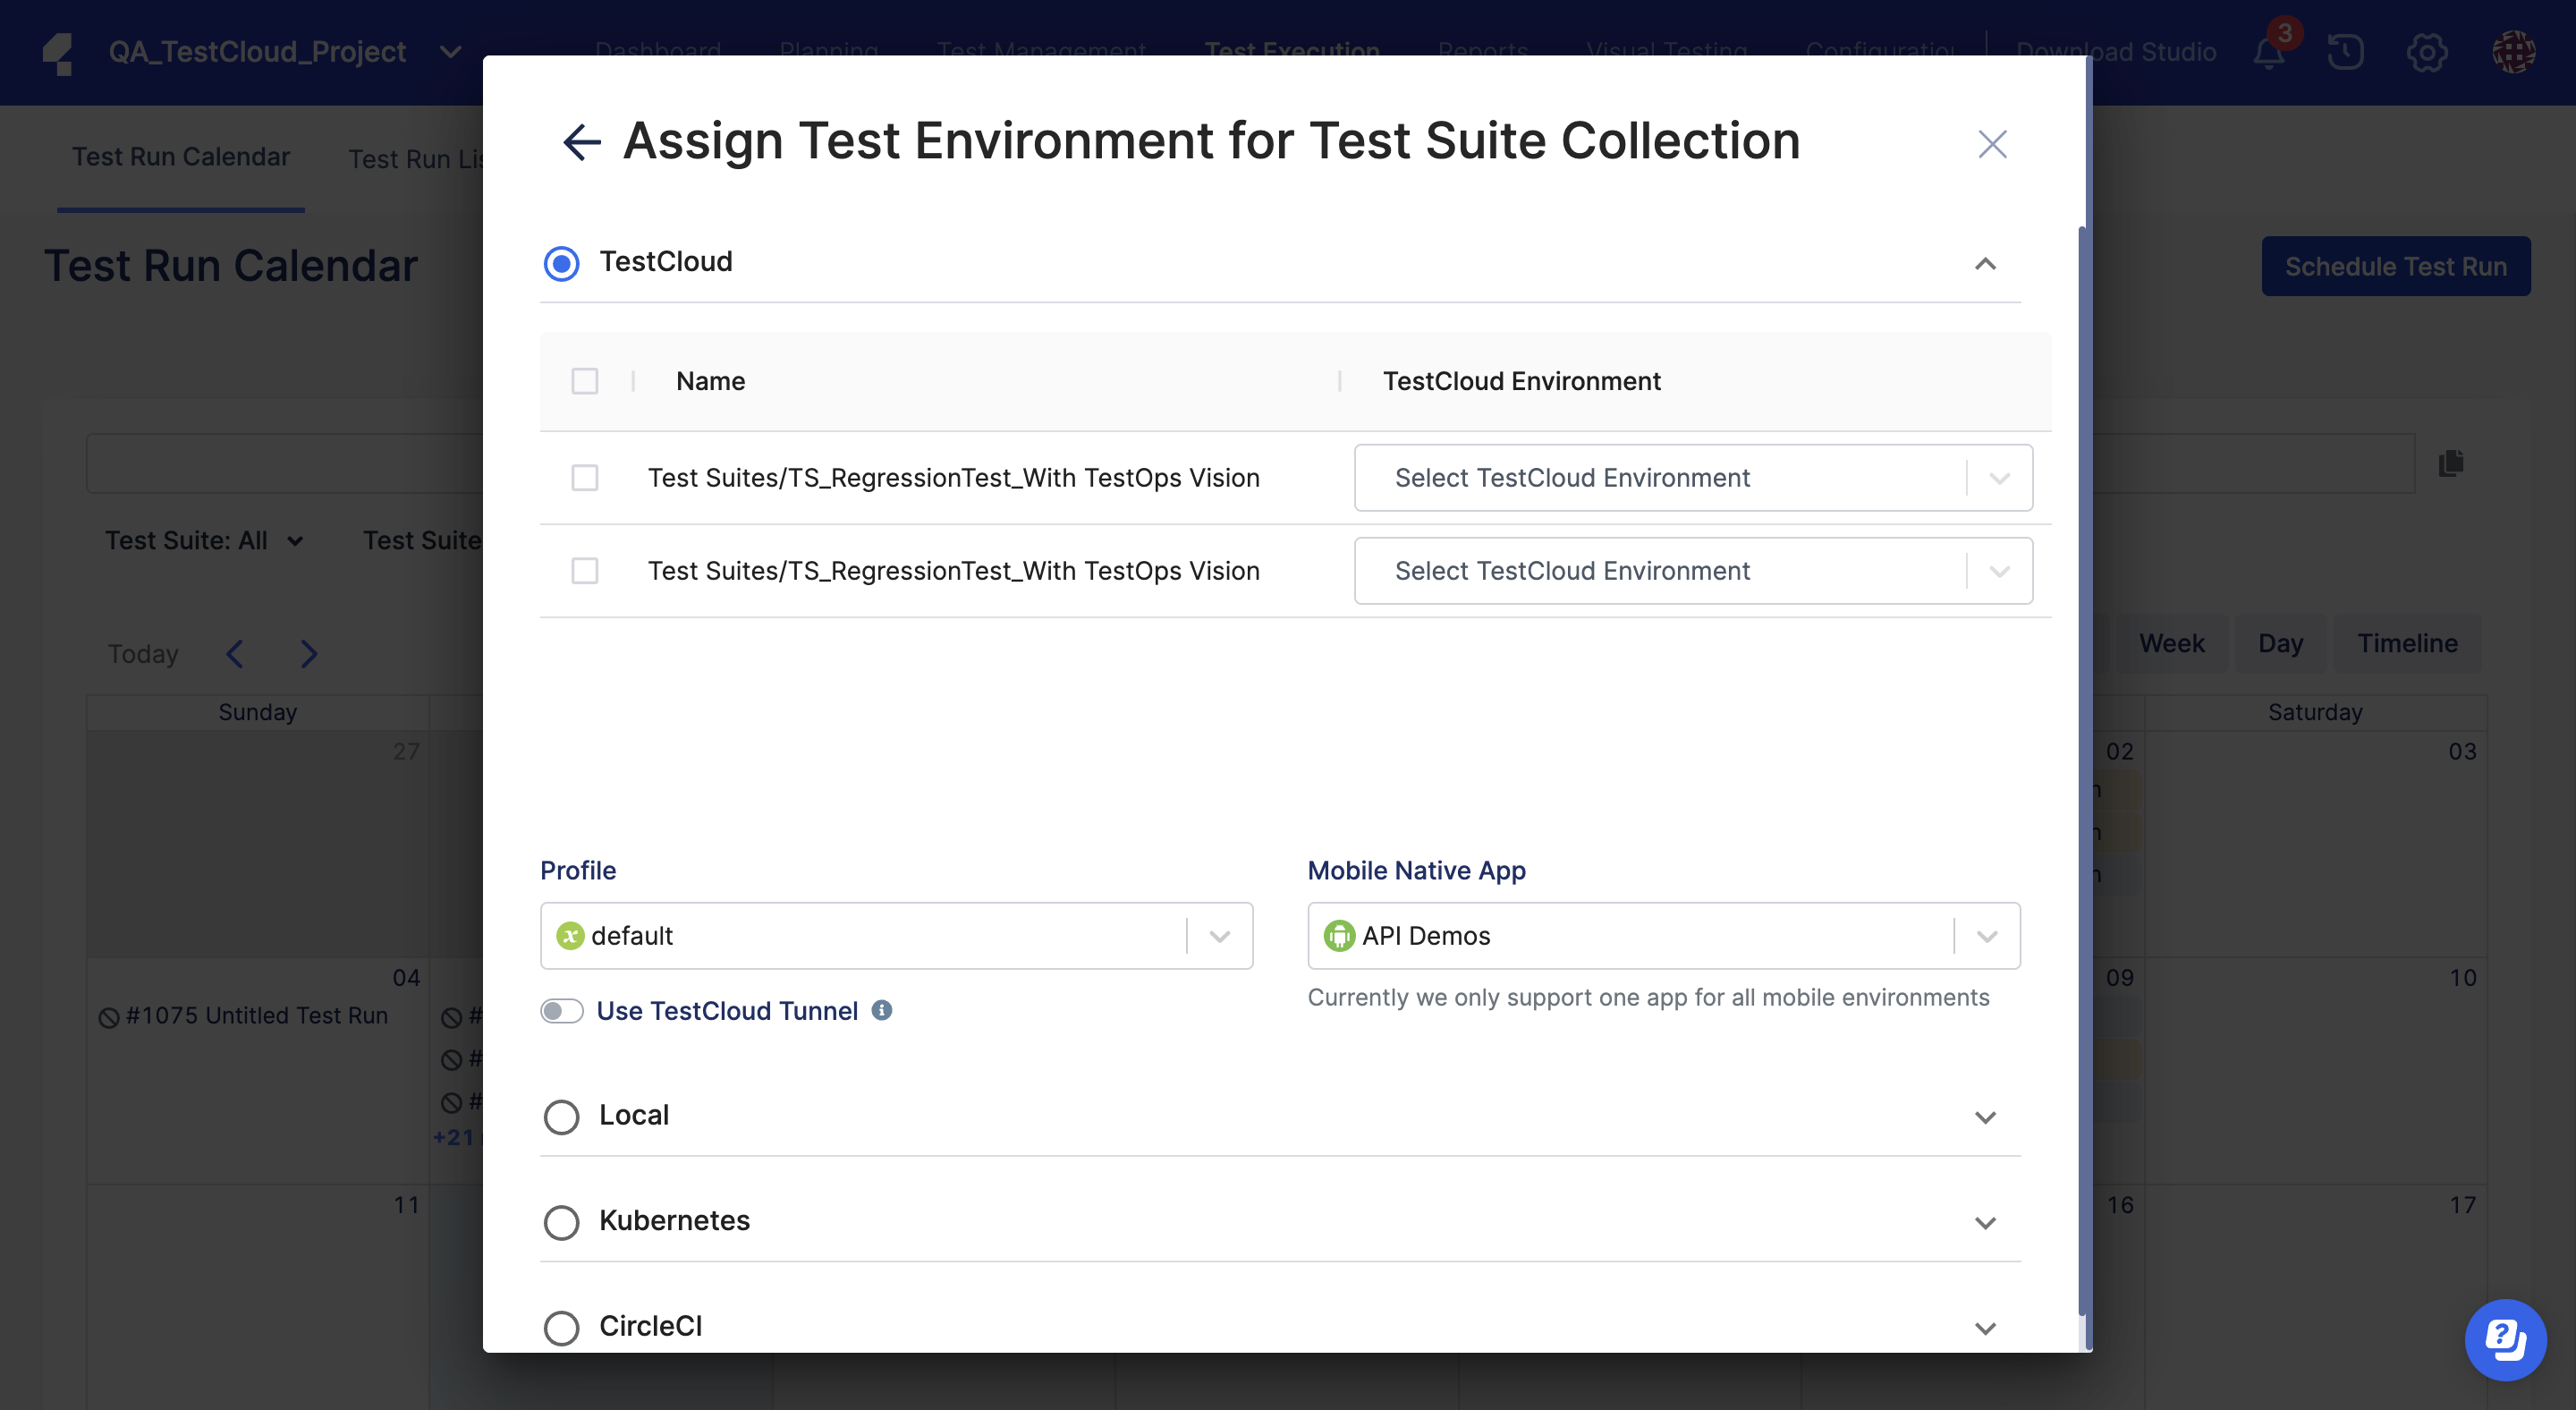 QA_TestCloud_Project
Dashboard
Planning
Test Management
Test Execution
Reports
Visual Testing
Download Studio
3
Test Run Calendar
Test Run
Test Run Calendar
Schedule Test Run
Assign Test Environment for Test Suite Collection
TestCloud
Name
TestCloud Environment
Test Suites/TS_RegressionTest_With TestOps Vision
Select TestCloud Environment
Test Suites/TS_RegressionTest_With TestOps Vision
Select TestCloud Environment
Test Suite: All
Test Suite
Today
Week
Day
Timeline
Sunday
Saturday
27
02
03
Profile
Mobile Native App
default
API Demos
Currently we only support one app for all mobile environments
Use TestCloud Tunnel
04
#1075 Untitled Test Run
#
#
#
+21
09
10
Local
11
16
17
Kubernetes
CircleCI